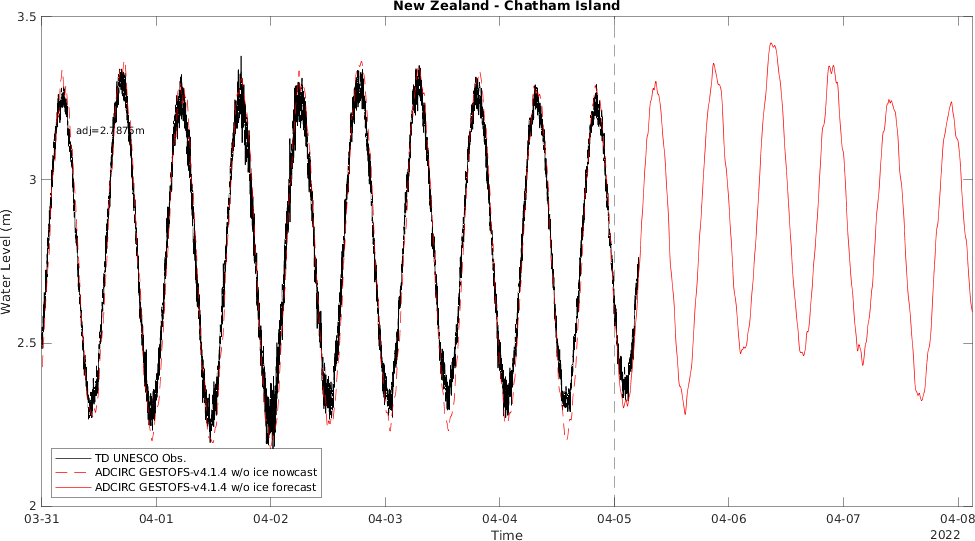 New Zealand - Chatham Island
3.5
3
2.5
2
Water Level (m)
adj=2.7875m
TD UNESCO Obs.
ADCIRC GESTOFS-v4.1.4 w/o ice nowcast
ADCIRC GESTOFS-v4.1.4 w/o ice forecast
03-31 04-01 04-02 04-03 04-04 04-05 04-06 04-07 04-08
Time
2022